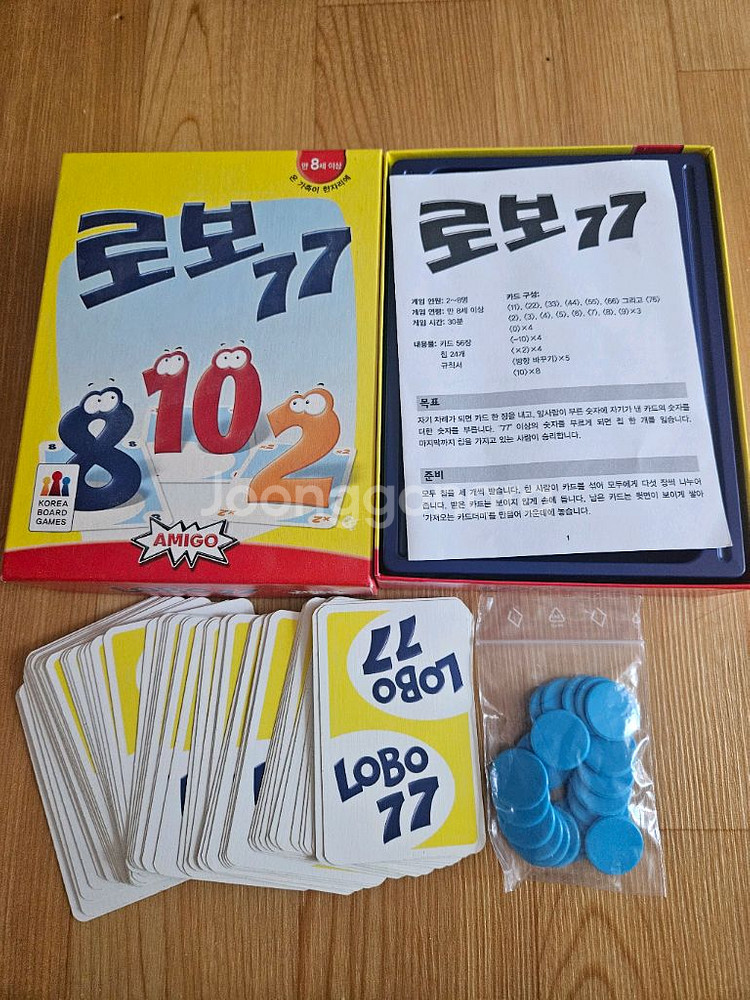 만 8세 이상
온 가족이 한자리에
로보 77
8
10
2
KOREA
BOARD
GAMES
AMIGO
Joongg
로보 77
게임 인원: 2~8명
게임 연령: 만 8세 이상
게임 시간: 30분
내용물: 카드 56장
칩 24개
규칙서
카드 구성:
(11), (22), (33), (44), (55), (66) 그리고 (76)
(2), (3), (4), (5), (6), (7), (8), (9)×3
(0)×4
(-10)×4
(×2)×4
(방향 바꾸기)×5
(10)×8
목표
자기 차례가 되면 카드 한 장을 내고, 앞사람이 부른 숫자에 자기가 낸 카드의 숫자를
더한 숫자를 부릅니다. '77' 이상의 숫자를 부르게 되면 칩 한 개를 잃습니다.
마지막까지 칩을 가지고 있는 사람이 승리합니다.
준비
모두 칩을 세 개씩 받습니다. 한 사람이 카드를 섞어 모두에게 다섯 장씩 나누어
줍니다. 받은 카드는 보이지 않게 손에 듭니다. 남은 카드는 뒷면이 보이게 쌓아
'가져오는 카드더미'를 만들어 가운데에 놓습니다.
1
LOBO
77
LOBO
77